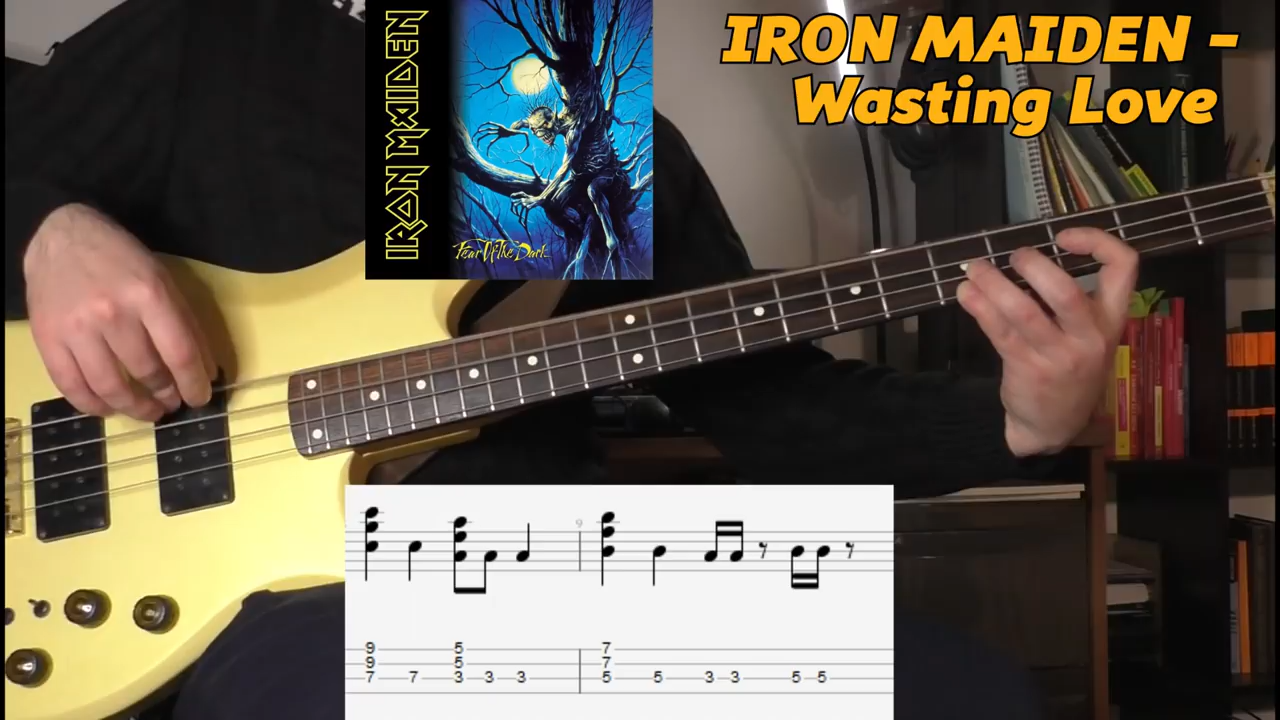 IRON MAIDEN -
Wasting Love
IRON MAIDEN
Fear Of The Dark
9
9 5 7
9 5 7
7 7 3 3 3 5 5 3 3 5 5